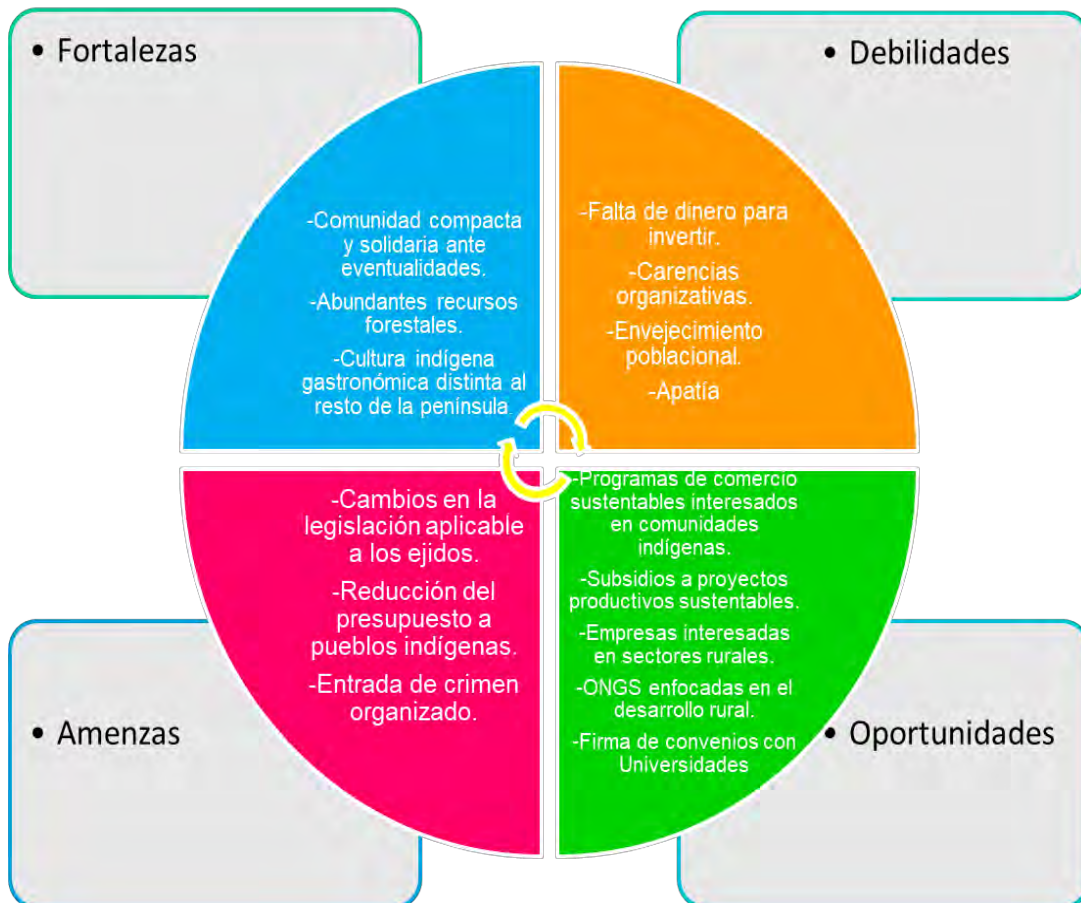 • Fortalezas
-Comunidad compacta
y solidaria ante
eventualidades.
-Abundantes recursos
forestales.
-Cultura indígena
gastronómica distinta al
resto de la península.
• Debilidades
-Falta de dinero para
invertir.
-Carencias
organizativas.
-Envejecimiento
poblacional.
-Apatía
• Amenzas
-Cambios en la
legislación aplicable
a los ejidos.
-Reducción del
presupuesto a
pueblos indígenas.
-Entrada de crimen
organizado.
• Oportunidades
-Programas de comercio
sustentables interesados
en comunidades
indígenas.
-Subsidios a proyectos
productivos sustentables.
-Empresas interesadas
en sectores rurales.
-ONGS enfocadas en el
desarrollo rural.
-Firma de convenios con
Universidades